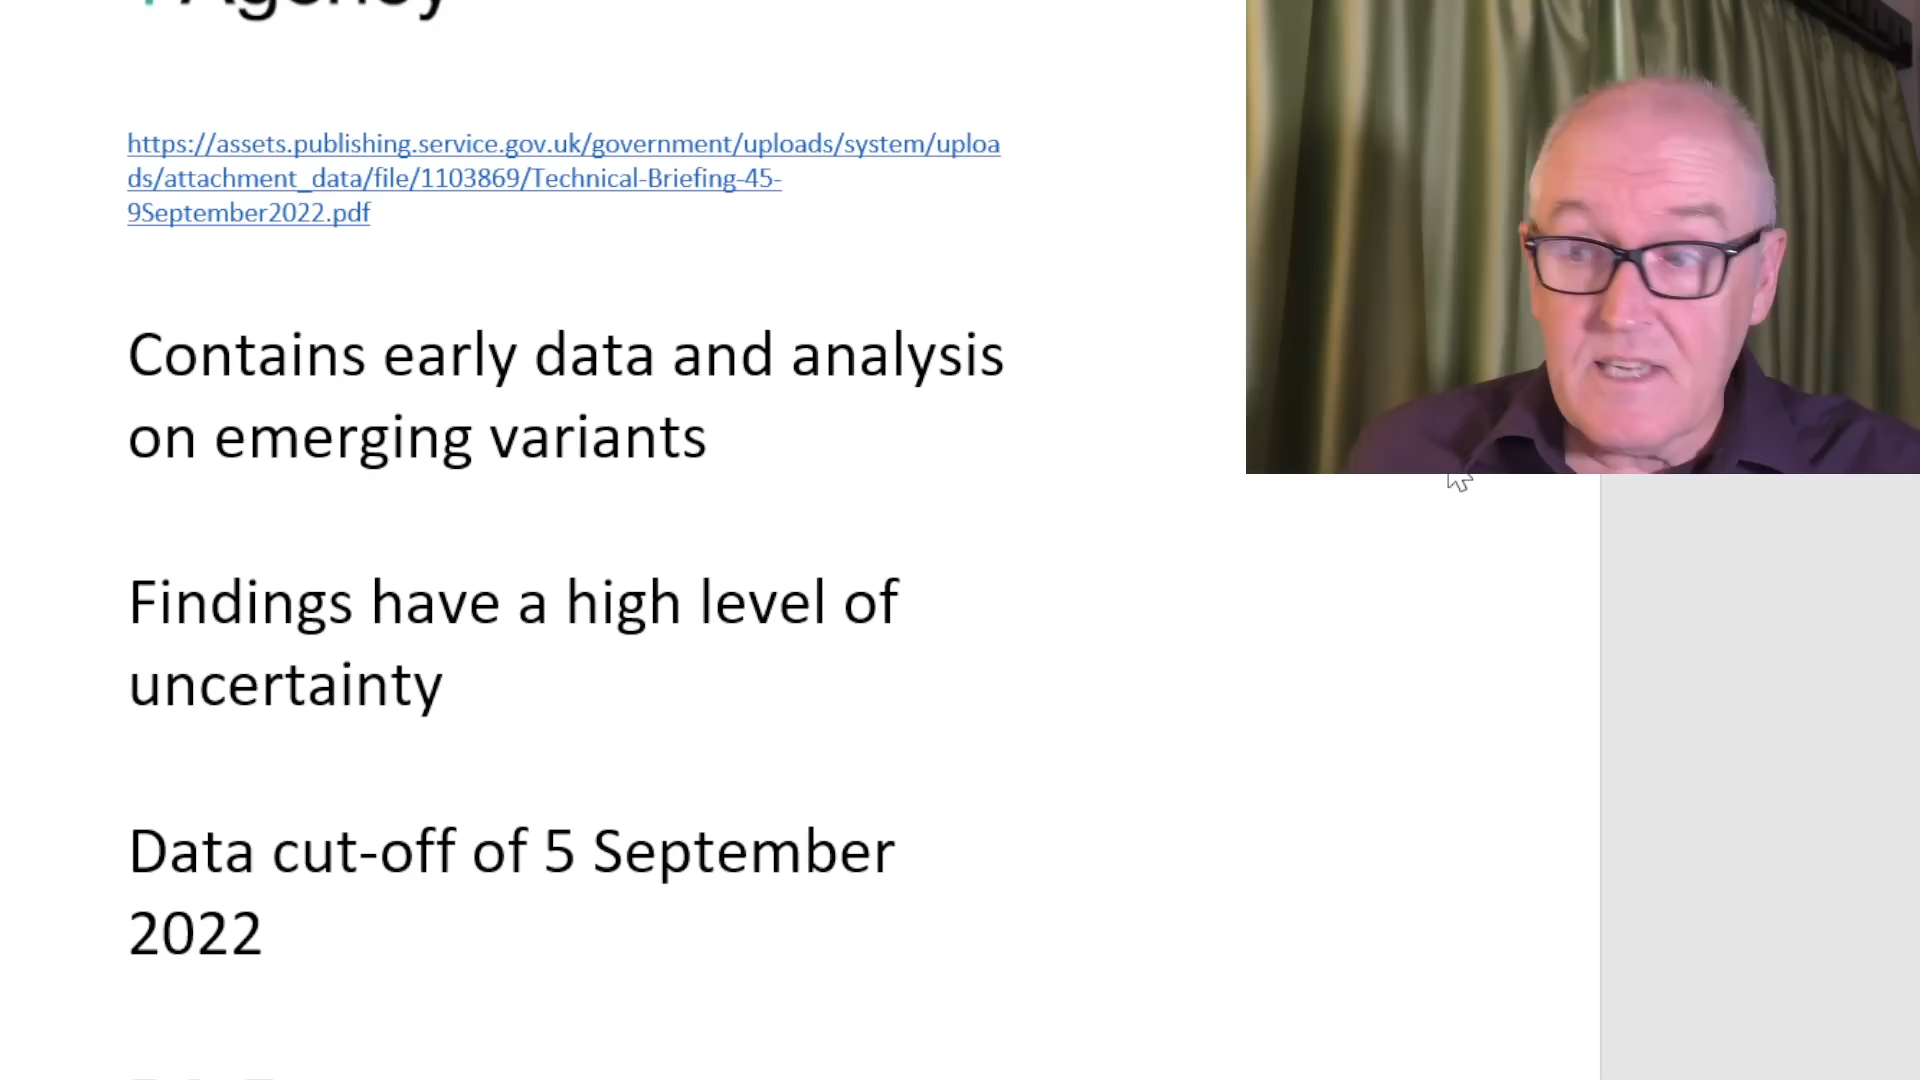 Agency
https://assets.publishing.service.gov.uk/government/uploads/system/uploa
ds/attachment_data/file/1103869/Technical-Briefing-45-
9September2022.pdf
Contains early data and analysis
on emerging variants
Findings have a high level of
uncertainty
Data cut-off of 5 September
2022